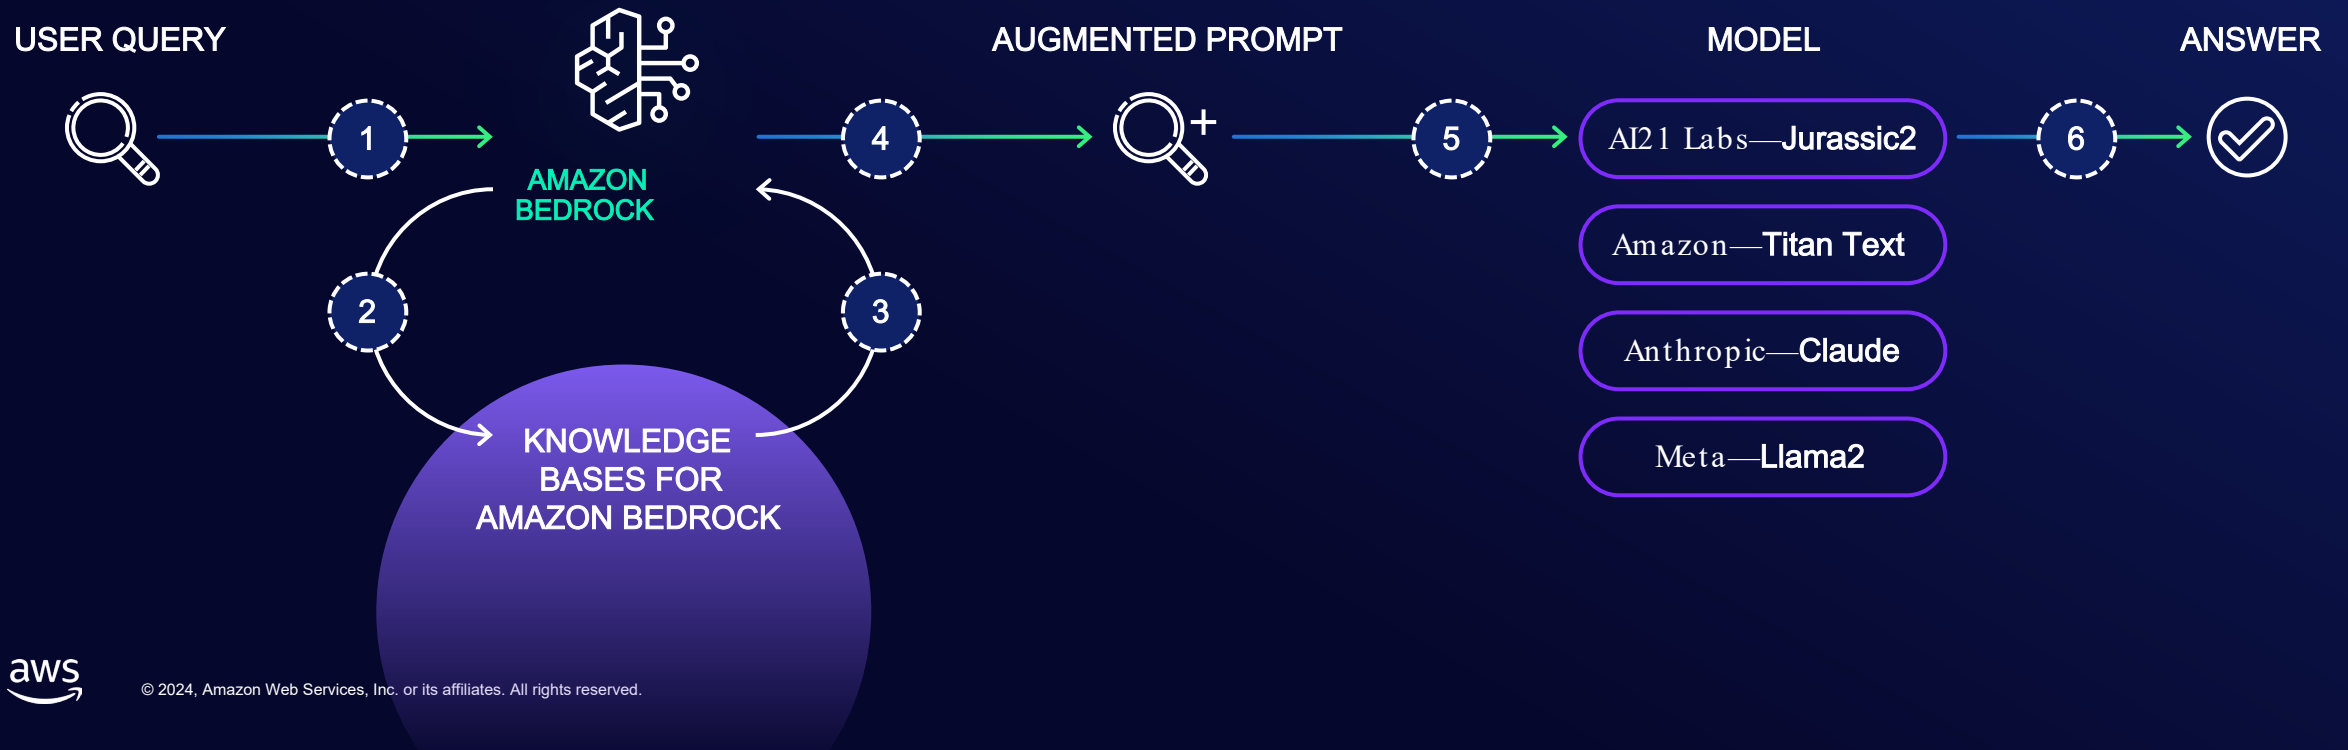 USER QUERY
AUGMENTED PROMPT
MODEL
ANSWER
1
4
5
6
AMAZON
BEDROCK
2
3
KNOWLEDGE
BASES FOR
AMAZON BEDROCK
AI21 Labs—Jurassic2
Amazon—Titan Text
Anthropic—Claude
Meta—Llama2
aws
© 2024, Amazon Web Services, Inc. or its affiliates. All rights reserved.